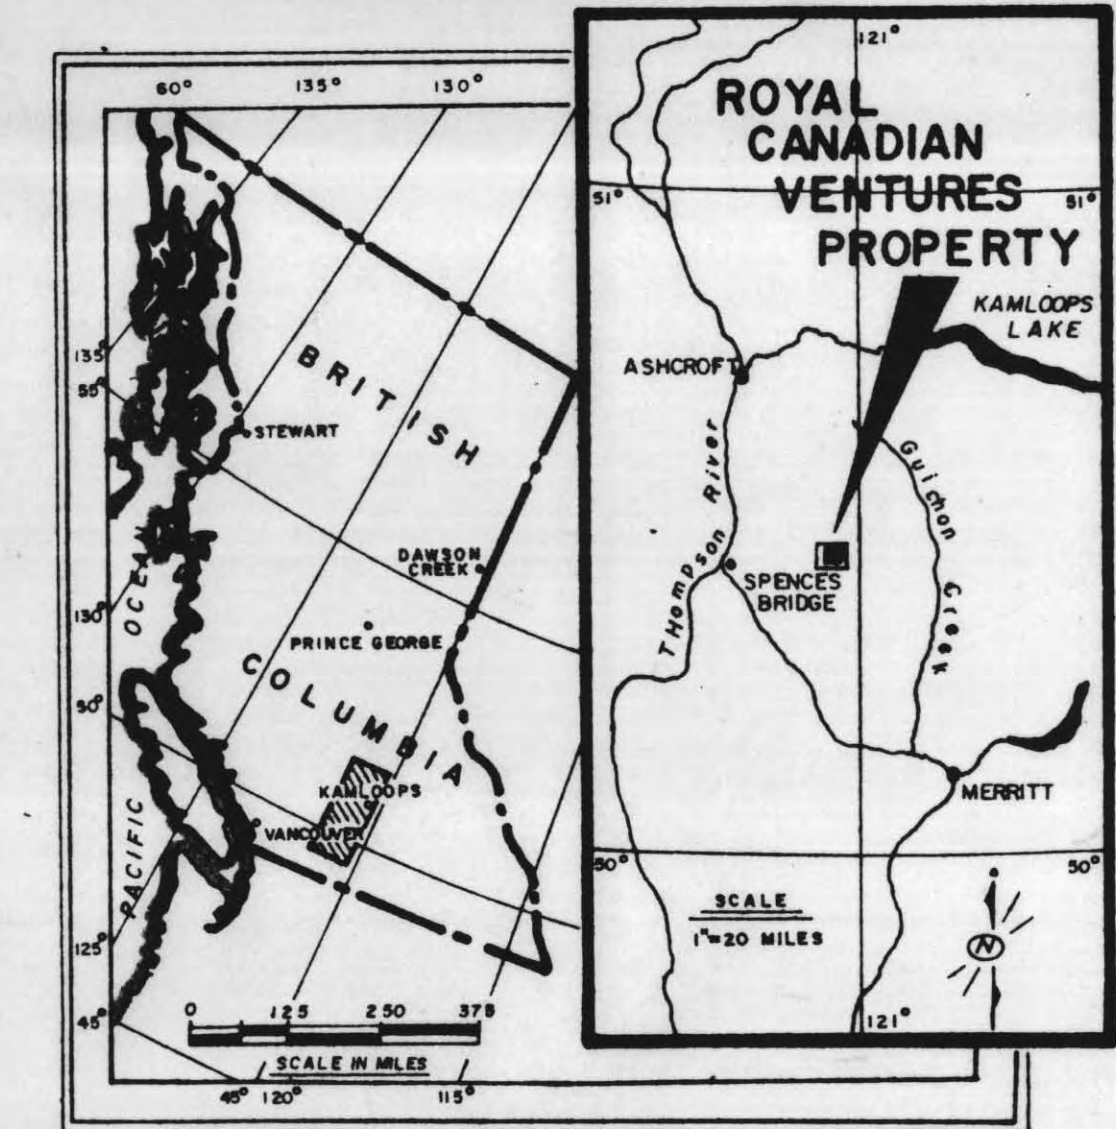 60°
135°
130°
135°
55°
130°
50°
125°
45°
45°
120°
115°
BRITISH
COLUMBIA
STEWART
DAWSON
CREEK
PRINCE GEORGE
KAMLOOPS
VANCOUVER
PACIFIC OCEAN
0 125 250 375
SCALE IN MILES
121°
ROYAL
CANADIAN
VENTURES
PROPERTY
51°
51°
KAMLOOPS
LAKE
ASHCROFT
Thompson River
Guichon Creek
SPENCES
BRIDGE
MERRITT
50°
50°
SCALE
1"=20 MILES
N
121°